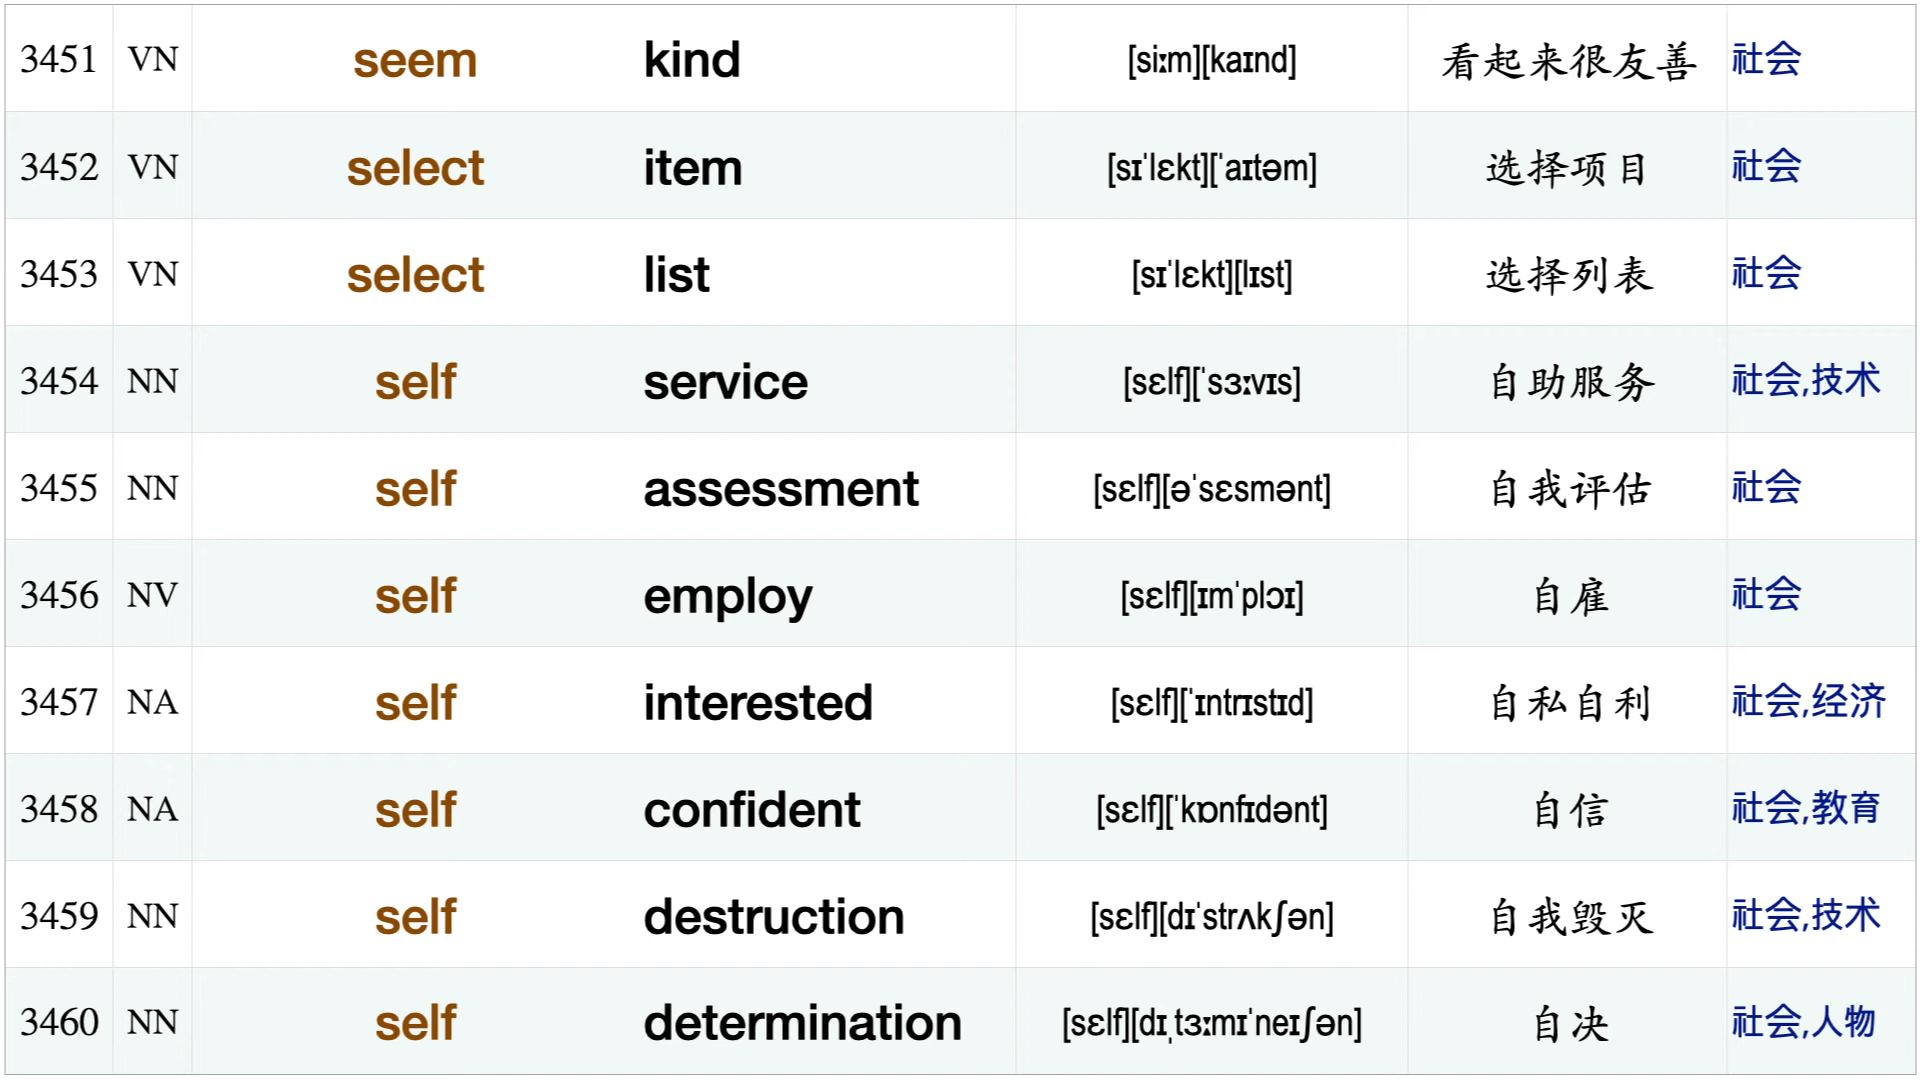 3451 VN seem kind [siːm][kaɪnd] 看起来很友善 社会
3452 VN select item [sɪˈlɛkt][ˈaɪtəm] 选择项目 社会
3453 VN select list [sɪˈlɛkt][lɪst] 选择列表 社会
3454 NN self service [sɛlf][ˈsɜːvɪs] 自助服务 社会,技术
3455 NN self assessment [sɛlf][əˈsɛsmənt] 自我评估 社会
3456 NV self employ [sɛlf][ɪmˈplɔɪ] 自雇 社会
3457 NA self interested [sɛlf][ˈɪntrɪstɪd] 自私自利 社会,经济
3458 NA self confident [sɛlf][ˈkɒnfɪdənt] 自信 社会,教育
3459 NN self destruction [sɛlf][dɪˈstrʌkʃən] 自我毁灭 社会,技术
3460 NN self determination [sɛlf][dɪˌtɜːmɪˈneɪʃən] 自决 社会,人物